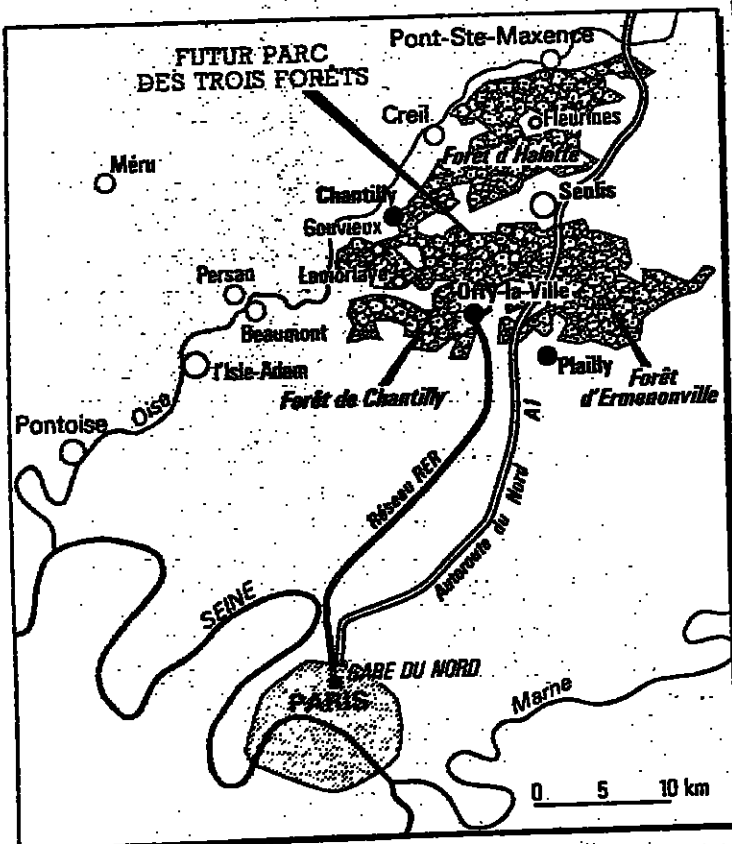 FUTUR PARC
DES TROIS FORÊTS
Pont-Ste-Maxence
Creil
Fleurines
Forêt d'Halatte
Méru
Chantilly
Senlis
Gouvieux
Lamorlaye
Persan
Orry-la-Ville
Beaumont
l'Isle-Adam
Plailly
Forêt de Chantilly
Forêt
d'Ermenonville
Oise
Pontoise
Réseau RER
Autoroute du Nord
A1
SEINE
GARE DU NORD
PARIS
Marne
0 5 10 km